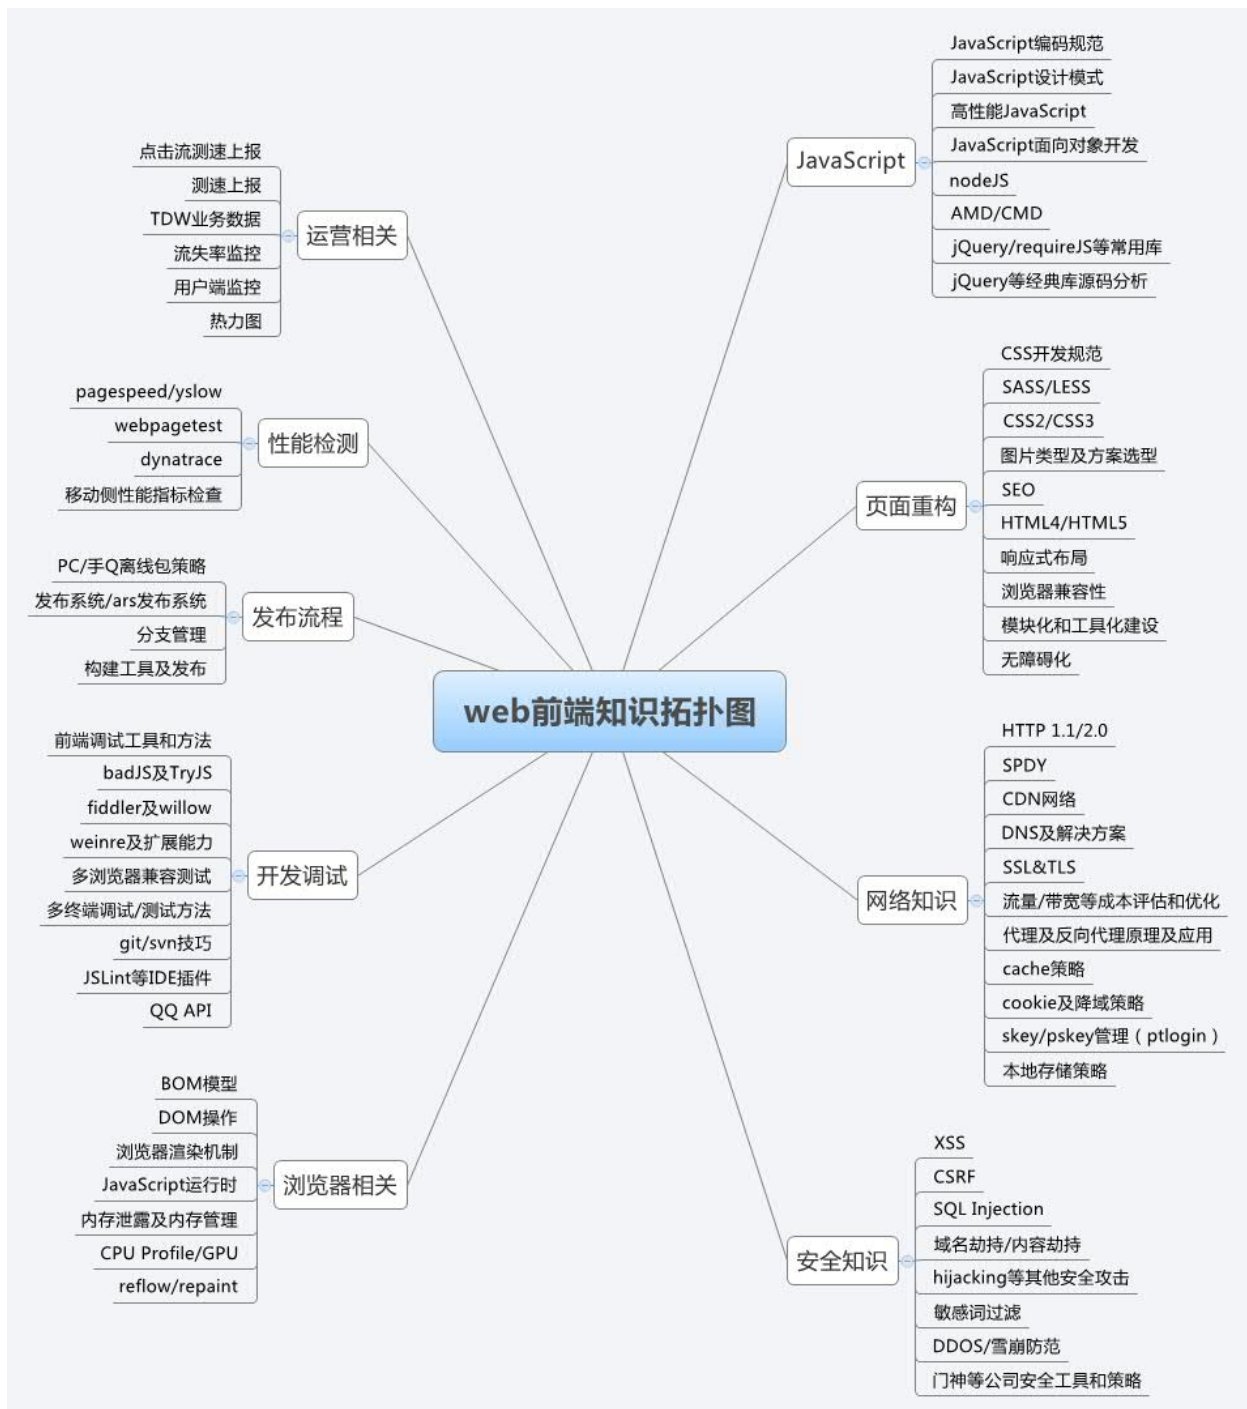 web前端知识拓扑图
JavaScript
JavaScript编码规范
JavaScript设计模式
高性能JavaScript
JavaScript面向对象开发
nodeJS
AMD/CMD
jQuery/requireJS等常用库
jQuery等经典库源码分析
页面重构
CSS开发规范
SASS/LESS
CSS2/CSS3
图片类型及方案选型
SEO
HTML4/HTML5
响应式布局
浏览器兼容性
模块化和工具化建设
无障碍化
网络知识
HTTP 1.1/2.0
SPDY
CDN网络
DNS及解决方案
SSL&TLS
流量/带宽等成本评估和优化
代理及反向代理原理及应用
cache策略
cookie及降域策略
skey/pskey管理（ptlogin）
本地存储策略
安全知识
XSS
CSRF
SQL Injection
域名劫持/内容劫持
hijacking等其他安全攻击
敏感词过滤
DDOS/雪崩防范
门神等公司安全工具和策略
运营相关
点击流测速上报
测速上报
TDW业务数据
流失率监控
用户端监控
热力图
性能检测
pagespeed/yslow
webpagetest
dynatrace
移动侧性能指标检查
发布流程
PC/手Q离线包策略
发布系统/ars发布系统
分支管理
构建工具及发布
开发调试
前端调试工具和方法
badJS及TryJS
fiddler及willow
weinre及扩展能力
多浏览器兼容测试
多终端调试/测试方法
git/svn技巧
JSLint等IDE插件
QQ API
浏览器相关
BOM模型
DOM操作
浏览器渲染机制
JavaScript运行时
内存泄露及内存管理
CPU Profile/GPU
reflow/repaint